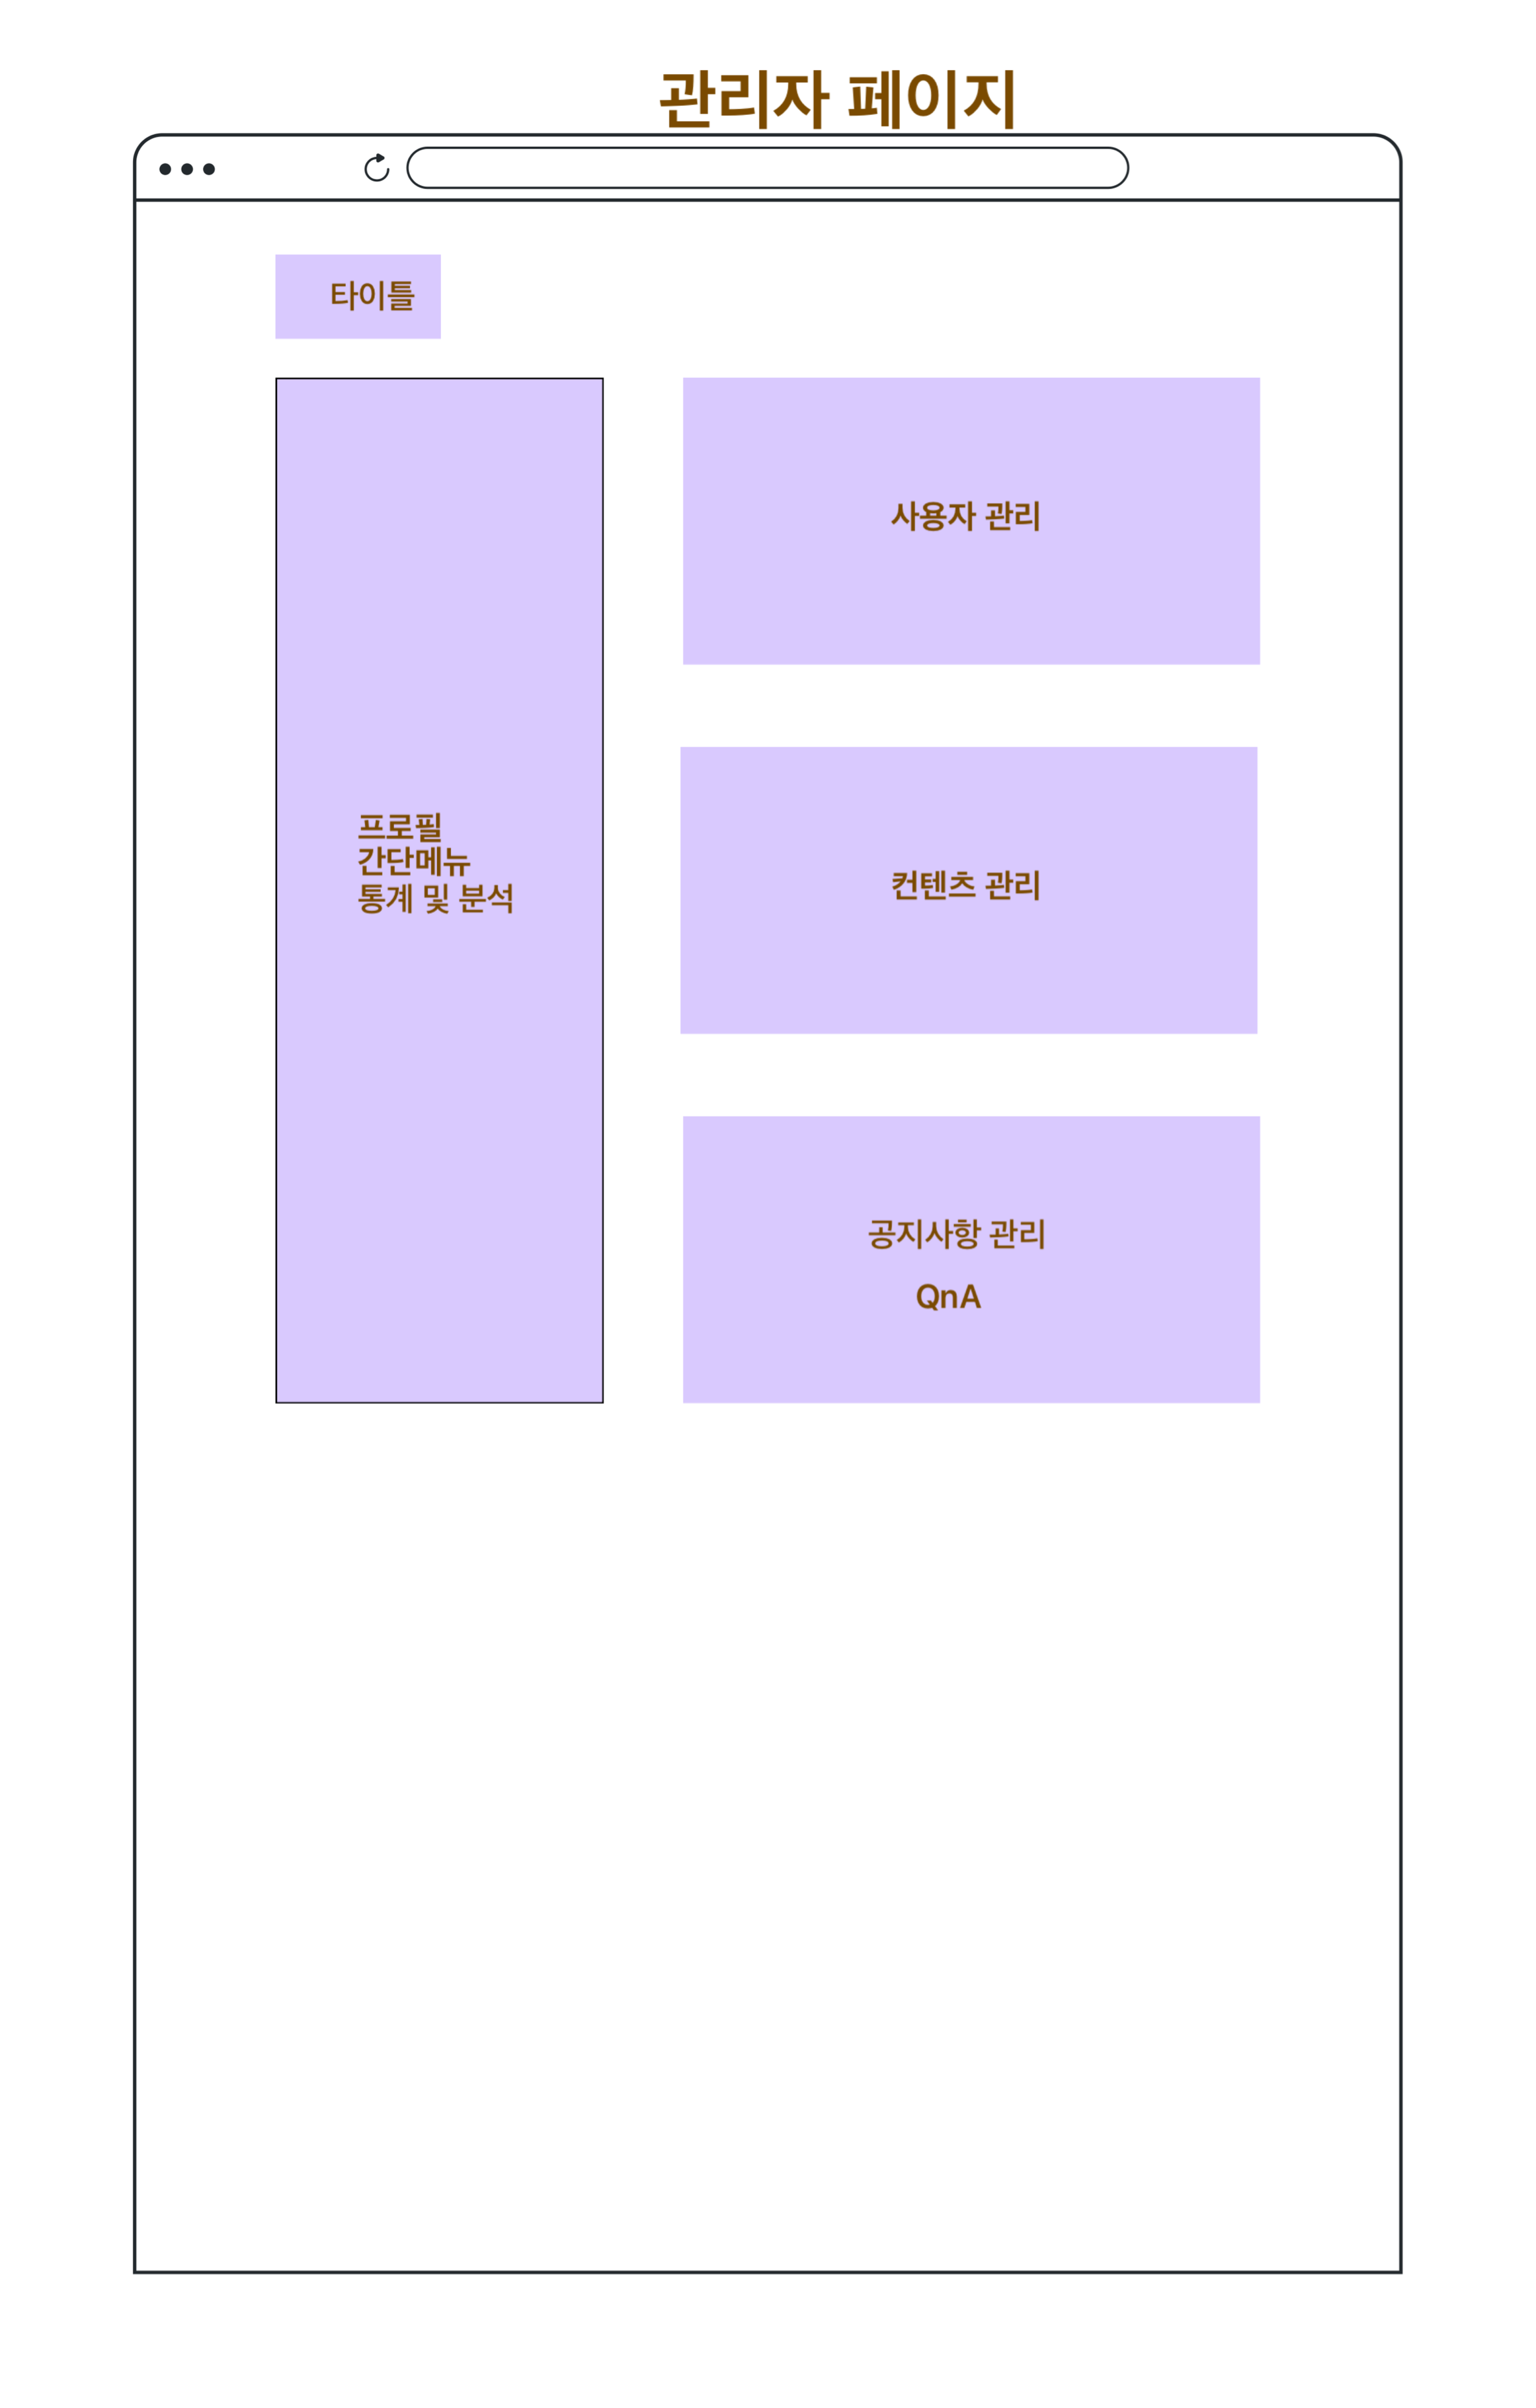 관리자 페이지
타이틀
프로필
간단메뉴
통계 및 분석
사용자 관리
컨텐츠 관리
공지사항 관리
QnA